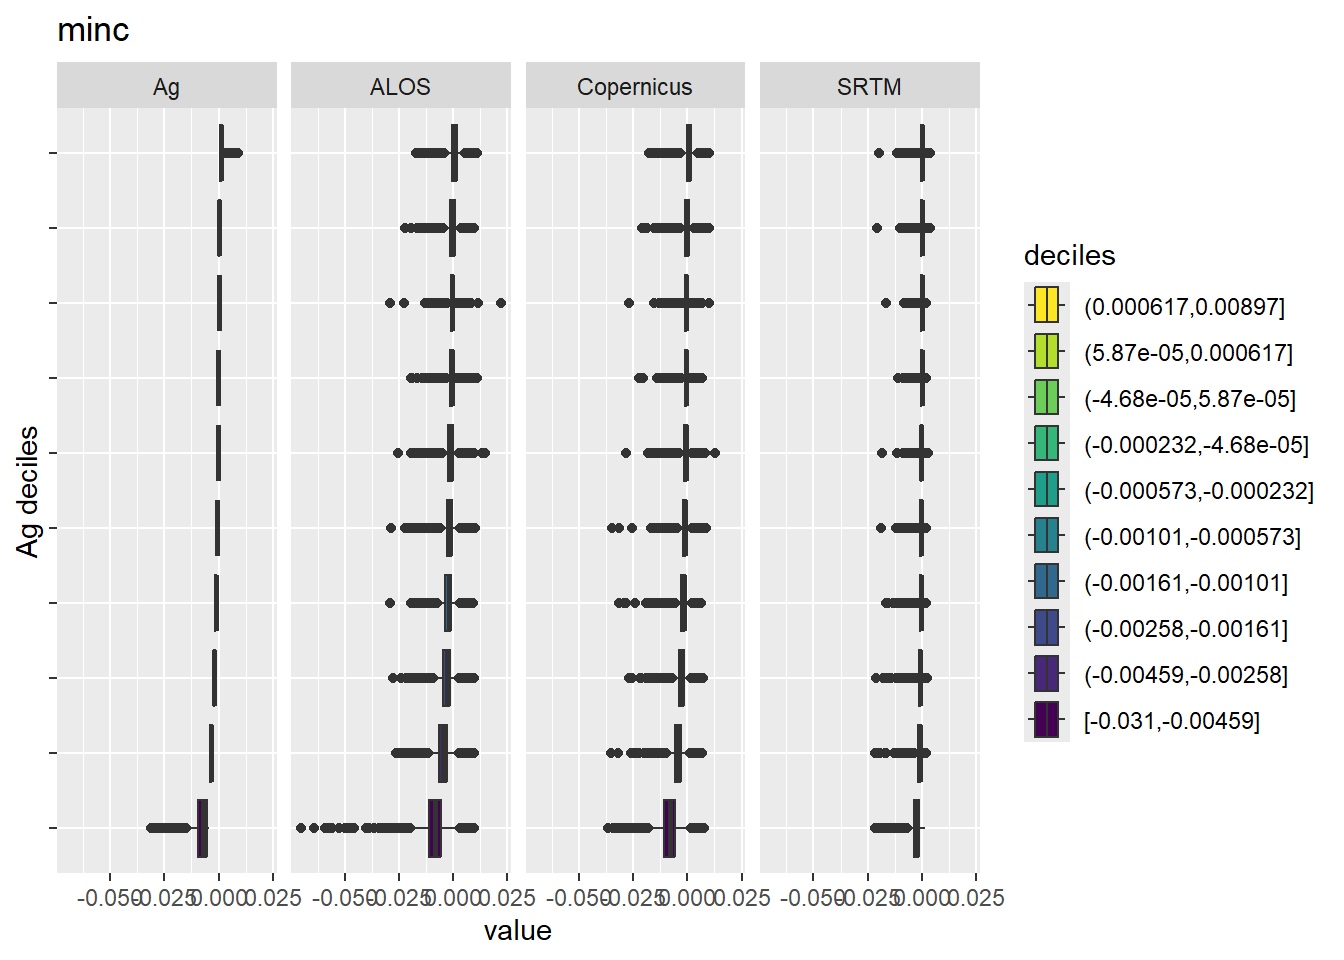 minc
Ag ALOS Copernicus SRTM
Ag deciles
-0.050 -0.025 0.000 0.025 -0.050 -0.025 0.000 0.025 -0.050 -0.025 0.000 0.025 -0.050 -0.025 0.000 0.025
value
deciles
(0.000617,0.00897]
(5.87e-05,0.000617]
(-4.68e-05,5.87e-05]
(-0.000232,-4.68e-05]
(-0.000573,-0.000232]
(-0.00101,-0.000573]
(-0.00161,-0.00101]
(-0.00258,-0.00161]
(-0.00459,-0.00258]
[-0.031,-0.00459]